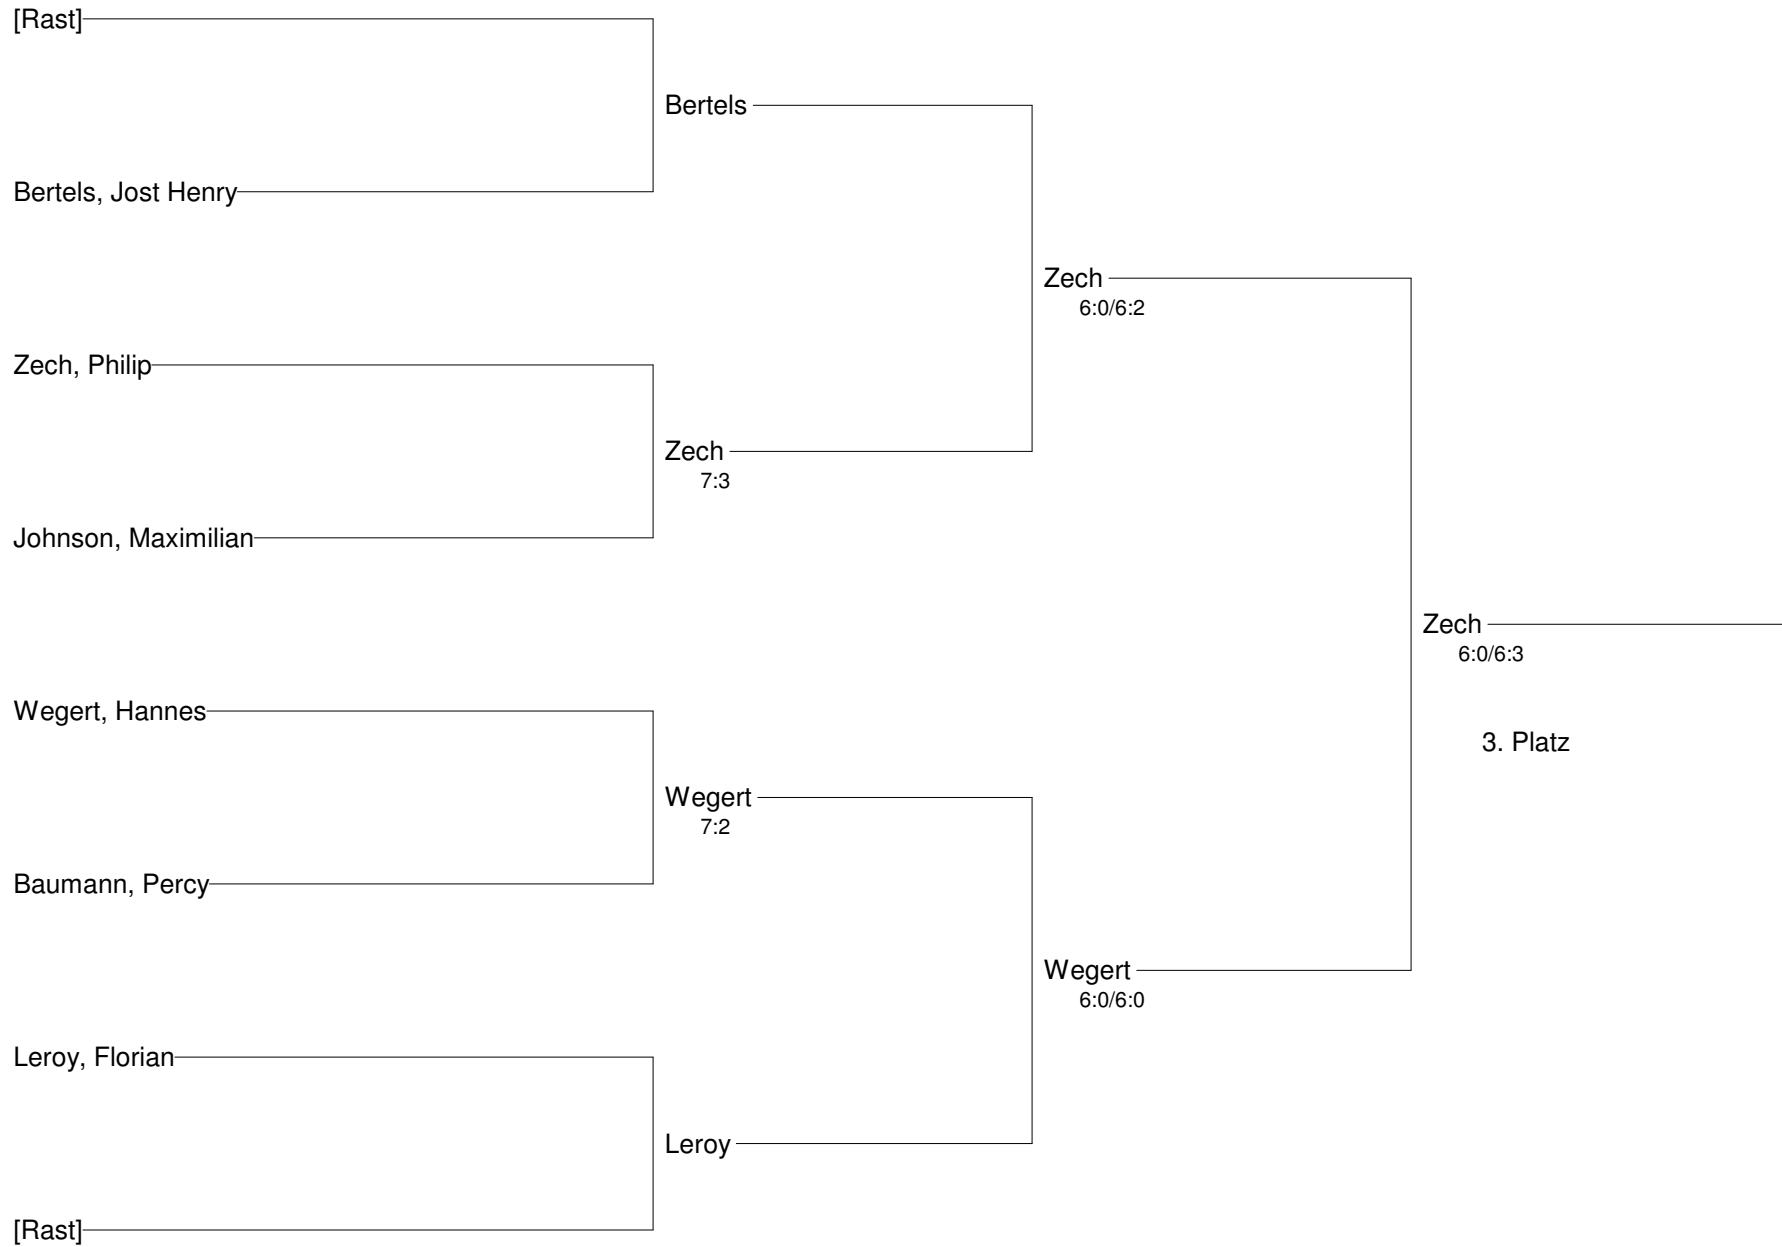 [Rast]
Bertels
Bertels, Jost Henry
Zech
6:0/6:2
Zech, Philip
Zech
7:3
Johnson, Maximilian
Zech
6:0/6:3
Wegert, Hannes
3. Platz
Wegert
7:2
Baumann, Percy
Wegert
6:0/6:0
Leroy, Florian
Leroy
[Rast]